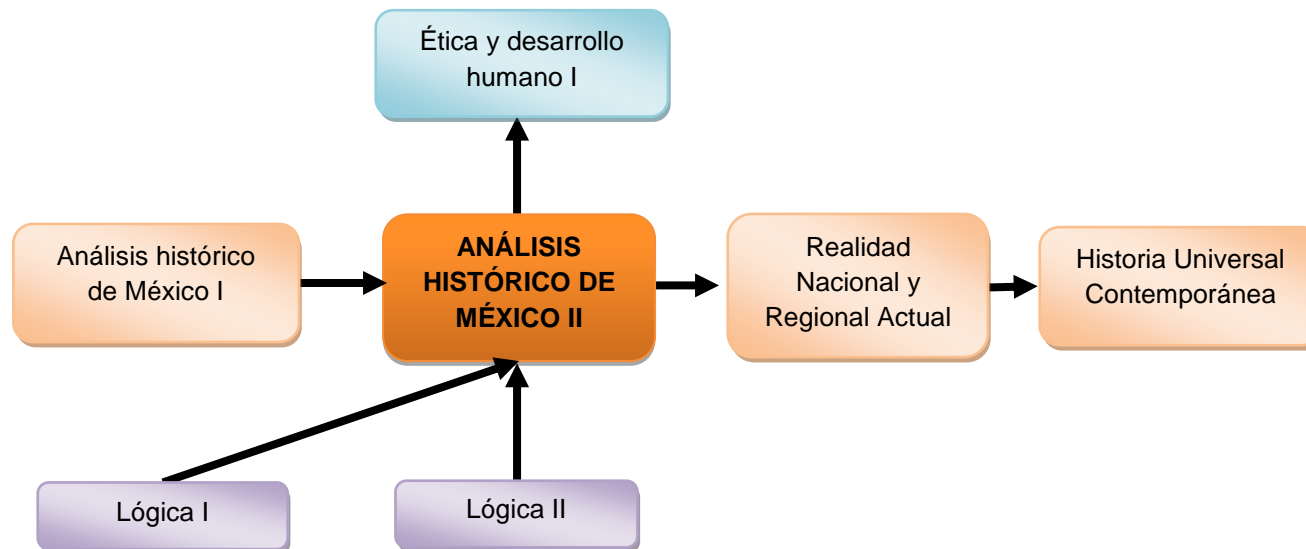 Ética y desarrollo
humano I
Análisis histórico
de México I
ANÁLISIS
HISTÓRICO DE
MÉXICO II
Realidad
Nacional y
Regional Actual
Historia Universal
Contemporánea
Lógica I
Lógica II